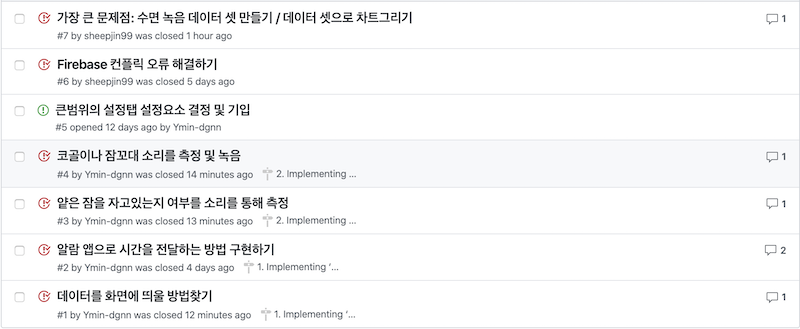 가장 큰 문제점: 수면 녹음 데이터 셋 만들기 / 데이터 셋으로 차트그리기
1
#7 by sheepjin99 was closed 1 hour ago
Firebase 컨플릭 오류 해결하기
#6 by sheepjin99 was closed 5 days ago
큰범위의 설정탭 설정요소 결정 및 기입
#5 opened 12 days ago by Ymin-dgnn
코골이나 잠꼬대 소리를 측정 및 녹음
1
#4 by Ymin-dgnn was closed 14 minutes ago 2. Implementing ...
얕은 잠을 자고있는지 여부를 소리를 통해 측정
1
#3 by Ymin-dgnn was closed 13 minutes ago 2. Implementing ...
알람 앱으로 시간을 전달하는 방법 구현하기
2
#2 by Ymin-dgnn was closed 4 days ago 1. Implementing '...
데이터를 화면에 띄울 방법찾기
1
#1 by Ymin-dgnn was closed 12 minutes ago 1. Implementing '...